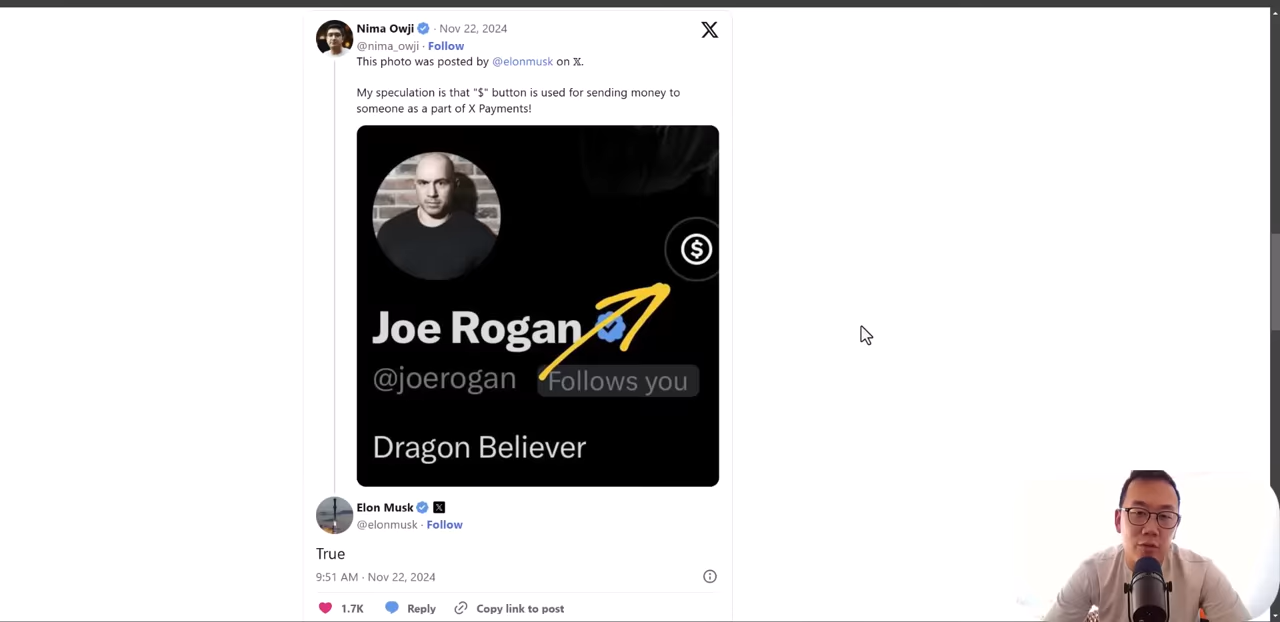 Nima Owji · Nov 22, 2024
@nima_owji · Follow
This photo was posted by @elonmusk on 𝕏.
My speculation is that "$" button is used for sending money to
someone as a part of X Payments!
$
Joe Rogan
@joerogan Follows you
Dragon Believer
Elon Musk
@elonmusk · Follow
True
9:51 AM · Nov 22, 2024
1.7K Reply Copy link to post